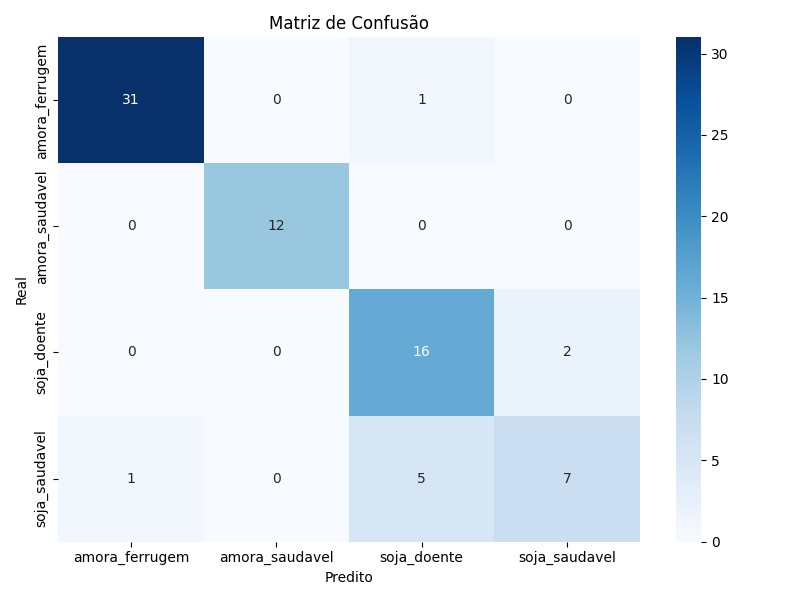 Matriz de Confusão
amora_ferrugem
31
0
1
0
amora_saudavel
0
12
0
0
soja_doente
0
0
16
2
soja_saudavel
1
0
5
7
Real
amora_ferrugem
amora_saudavel
soja_doente
soja_saudavel
Predito
30
25
20
15
10
5
0